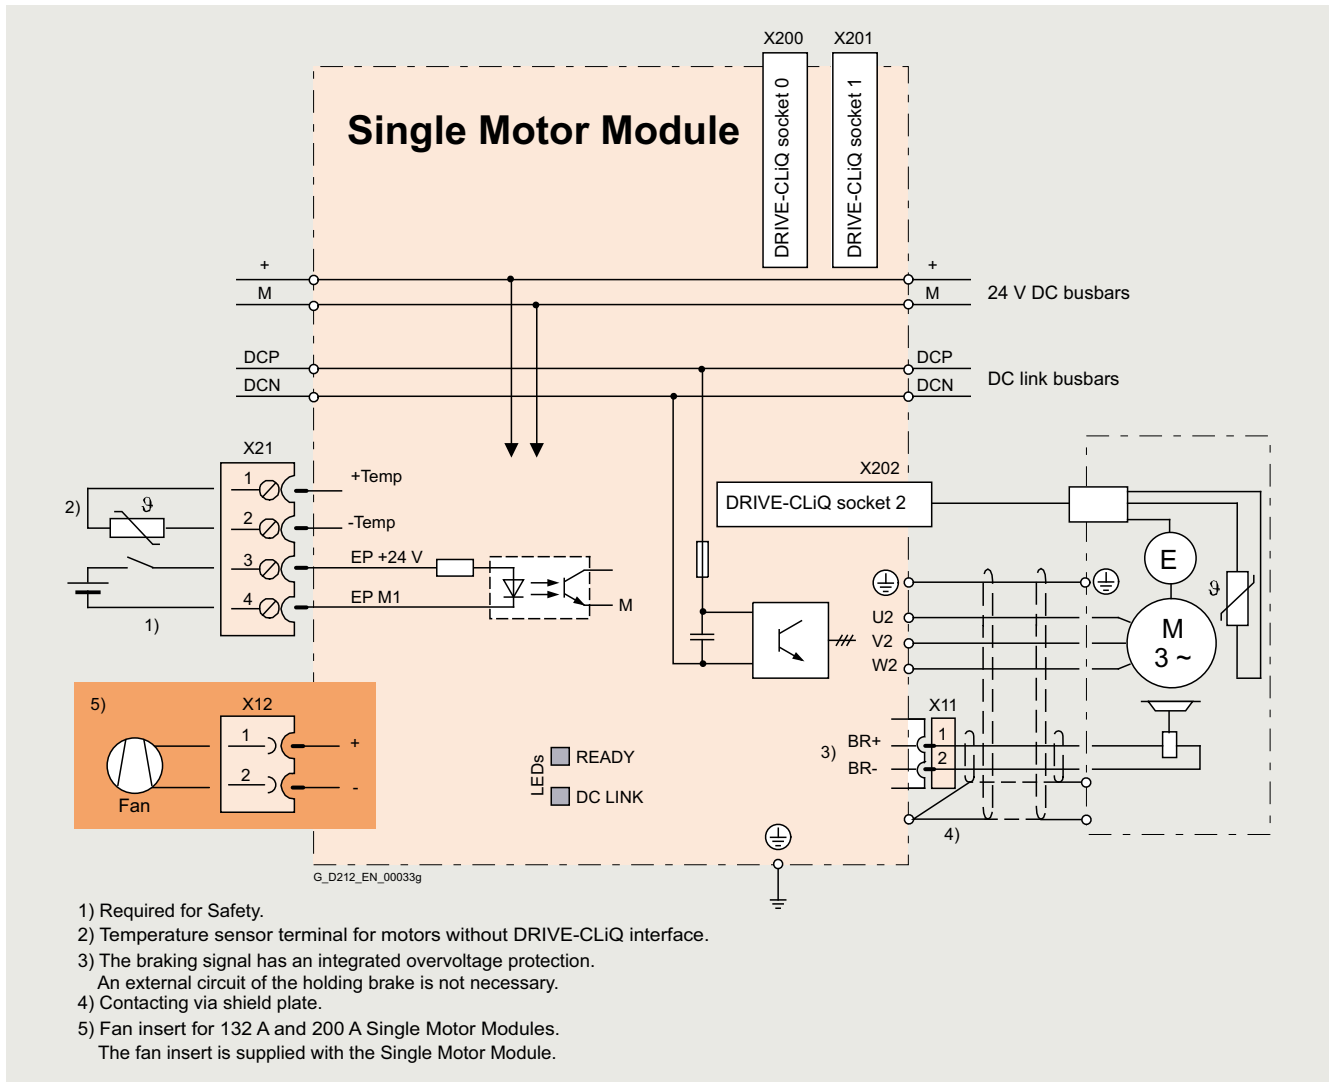 X200 X201
DRIVE-CLiQ socket 0
DRIVE-CLiQ socket 1
Single Motor Module
+ +
M M
24 V DC busbars
DCP DCP
DCN DCN
DC link busbars
X21
X202
1 +Temp
2) ϑ
DRIVE-CLiQ socket 2
2 -Temp
3 EP +24 V
E
ϑ
4 EP M1
M
1)
U2
V2
W2
M
3 ~
5)
X12
X11
1 +
3) BR+ 1
BR- 2
2 -
Fan
LEDs
READY
DC LINK
4)
G_D212_EN_00033g
1) Required for Safety.
2) Temperature sensor terminal for motors without DRIVE-CLiQ interface.
3) The braking signal has an integrated overvoltage protection.
An external circuit of the holding brake is not necessary.
4) Contacting via shield plate.
5) Fan insert for 132 A and 200 A Single Motor Modules.
The fan insert is supplied with the Single Motor Module.